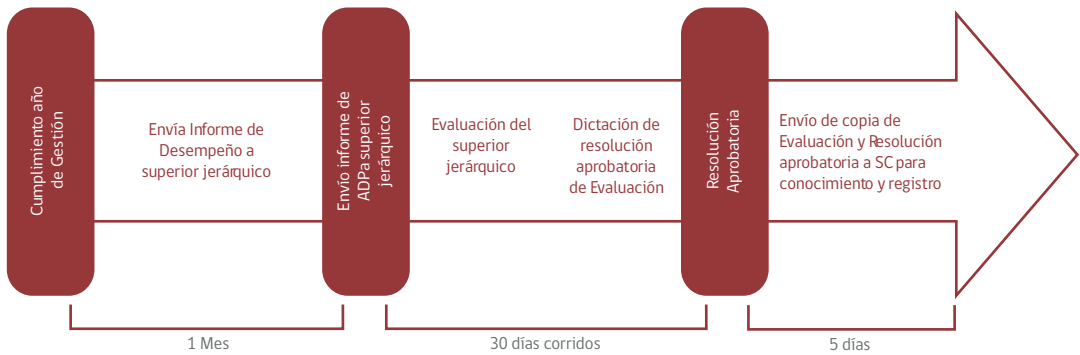 Cumplimiento año
de Gestión
Envía Informe de
Desempeño a
superior jerárquico
Envío informe de
ADPa superior
jerárquico
Evaluación del
superior
jerárquico
Dictación de
resolución
aprobatoria
de Evaluación
Resolución
Aprobatoria
Envío de copia de
Evaluación y Resolución
aprobatoria a SC para
conocimiento y registro
1 Mes
30 días corridos
5 días